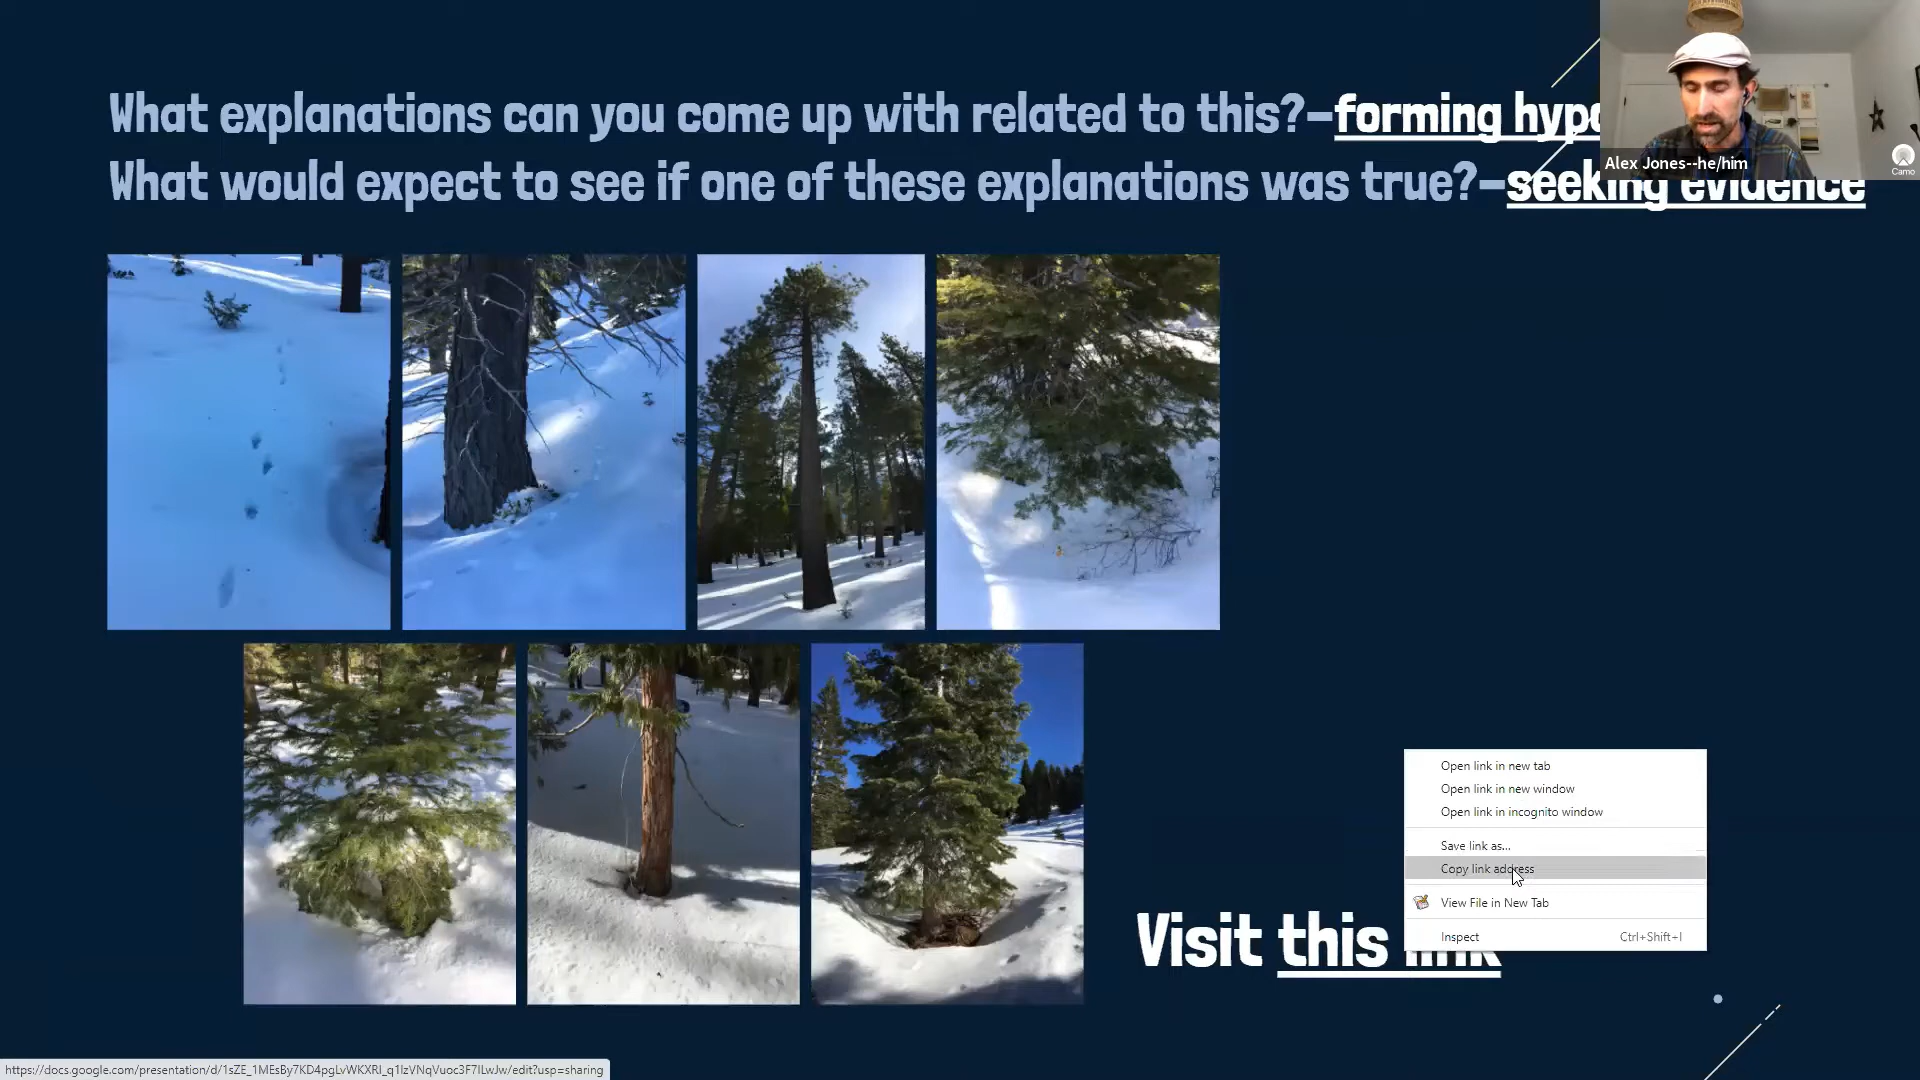 What explanations can you come up with related to this?–forming hypo
What would expect to see if one of these explanations was true?–seeking evidence
Alex Jones--he/him
Camo
Open link in new tab
Open link in new window
Open link in incognito window
Save link as...
Copy link address
View File in New Tab
Inspect Ctrl+Shift+I
Visit this link
https://docs.google.com/presentation/d/1sZE_1MEsBy7KD4pgLvWKXRI_q1lzVNqVuoc3F7ILwJw/edit?usp=sharing